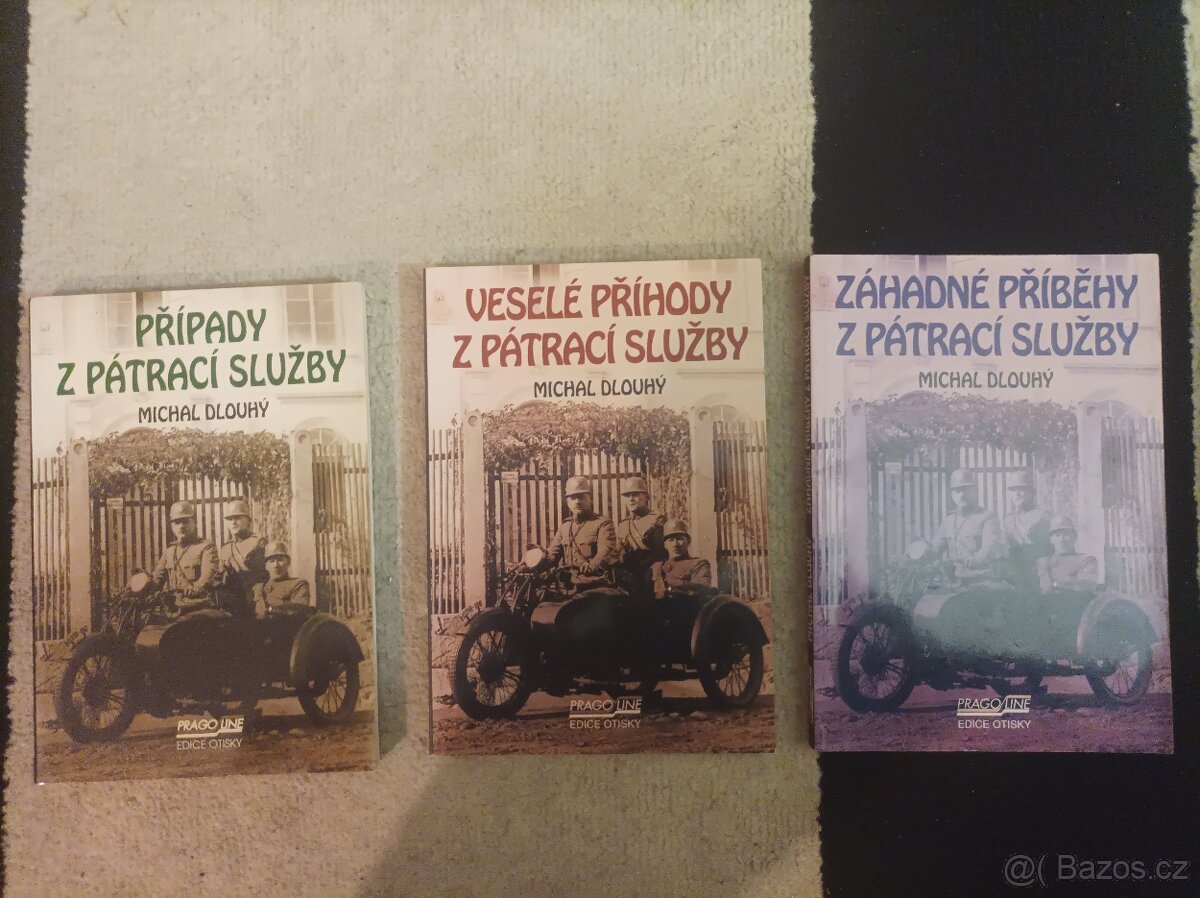 PŘÍPADY
Z PÁTRACÍ SLUŽBY
MICHAL DLOUHÝ
PRAGOLINE
EDICE OTISKY
VESELÉ PŘÍHODY
Z PÁTRACÍ SLUŽBY
MICHAL DLOUHÝ
PRAGOLINE
EDICE OTISKY
ZÁHADNÉ PŘÍBĚHY
Z PÁTRACÍ SLUŽBY
MICHAL DLOUHÝ
PRAGOLINE
EDICE OTISKY
@( Bazos.cz